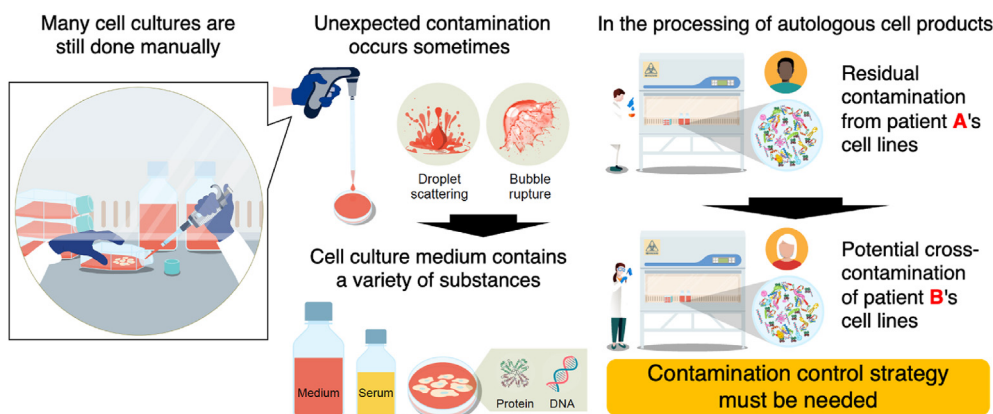 Many cell cultures are
still done manually
Unexpected contamination
occurs sometimes
Droplet
scattering
Bubble
rupture
Cell culture medium contains
a variety of substances
Medium
Serum
Protein
DNA
In the processing of autologous cell products
Residual
contamination
from patient A's
cell lines
Potential cross-
contamination
of patient B's
cell lines
Contamination control strategy
must be needed